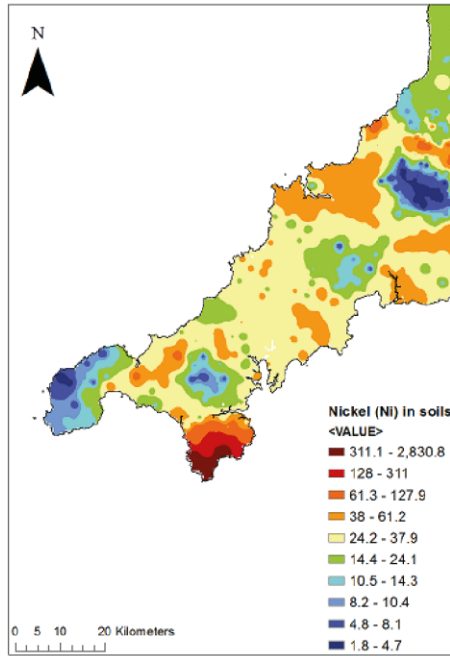 N
Nickel (Ni) in soils
<VALUE>
311.1 - 2,830.8
128 - 311
61.3 - 127.9
38 - 61.2
24.2 - 37.9
14.4 - 24.1
10.5 - 14.3
8.2 - 10.4
4.8 - 8.1
1.8 - 4.7
0 5 10 20 Kilometers